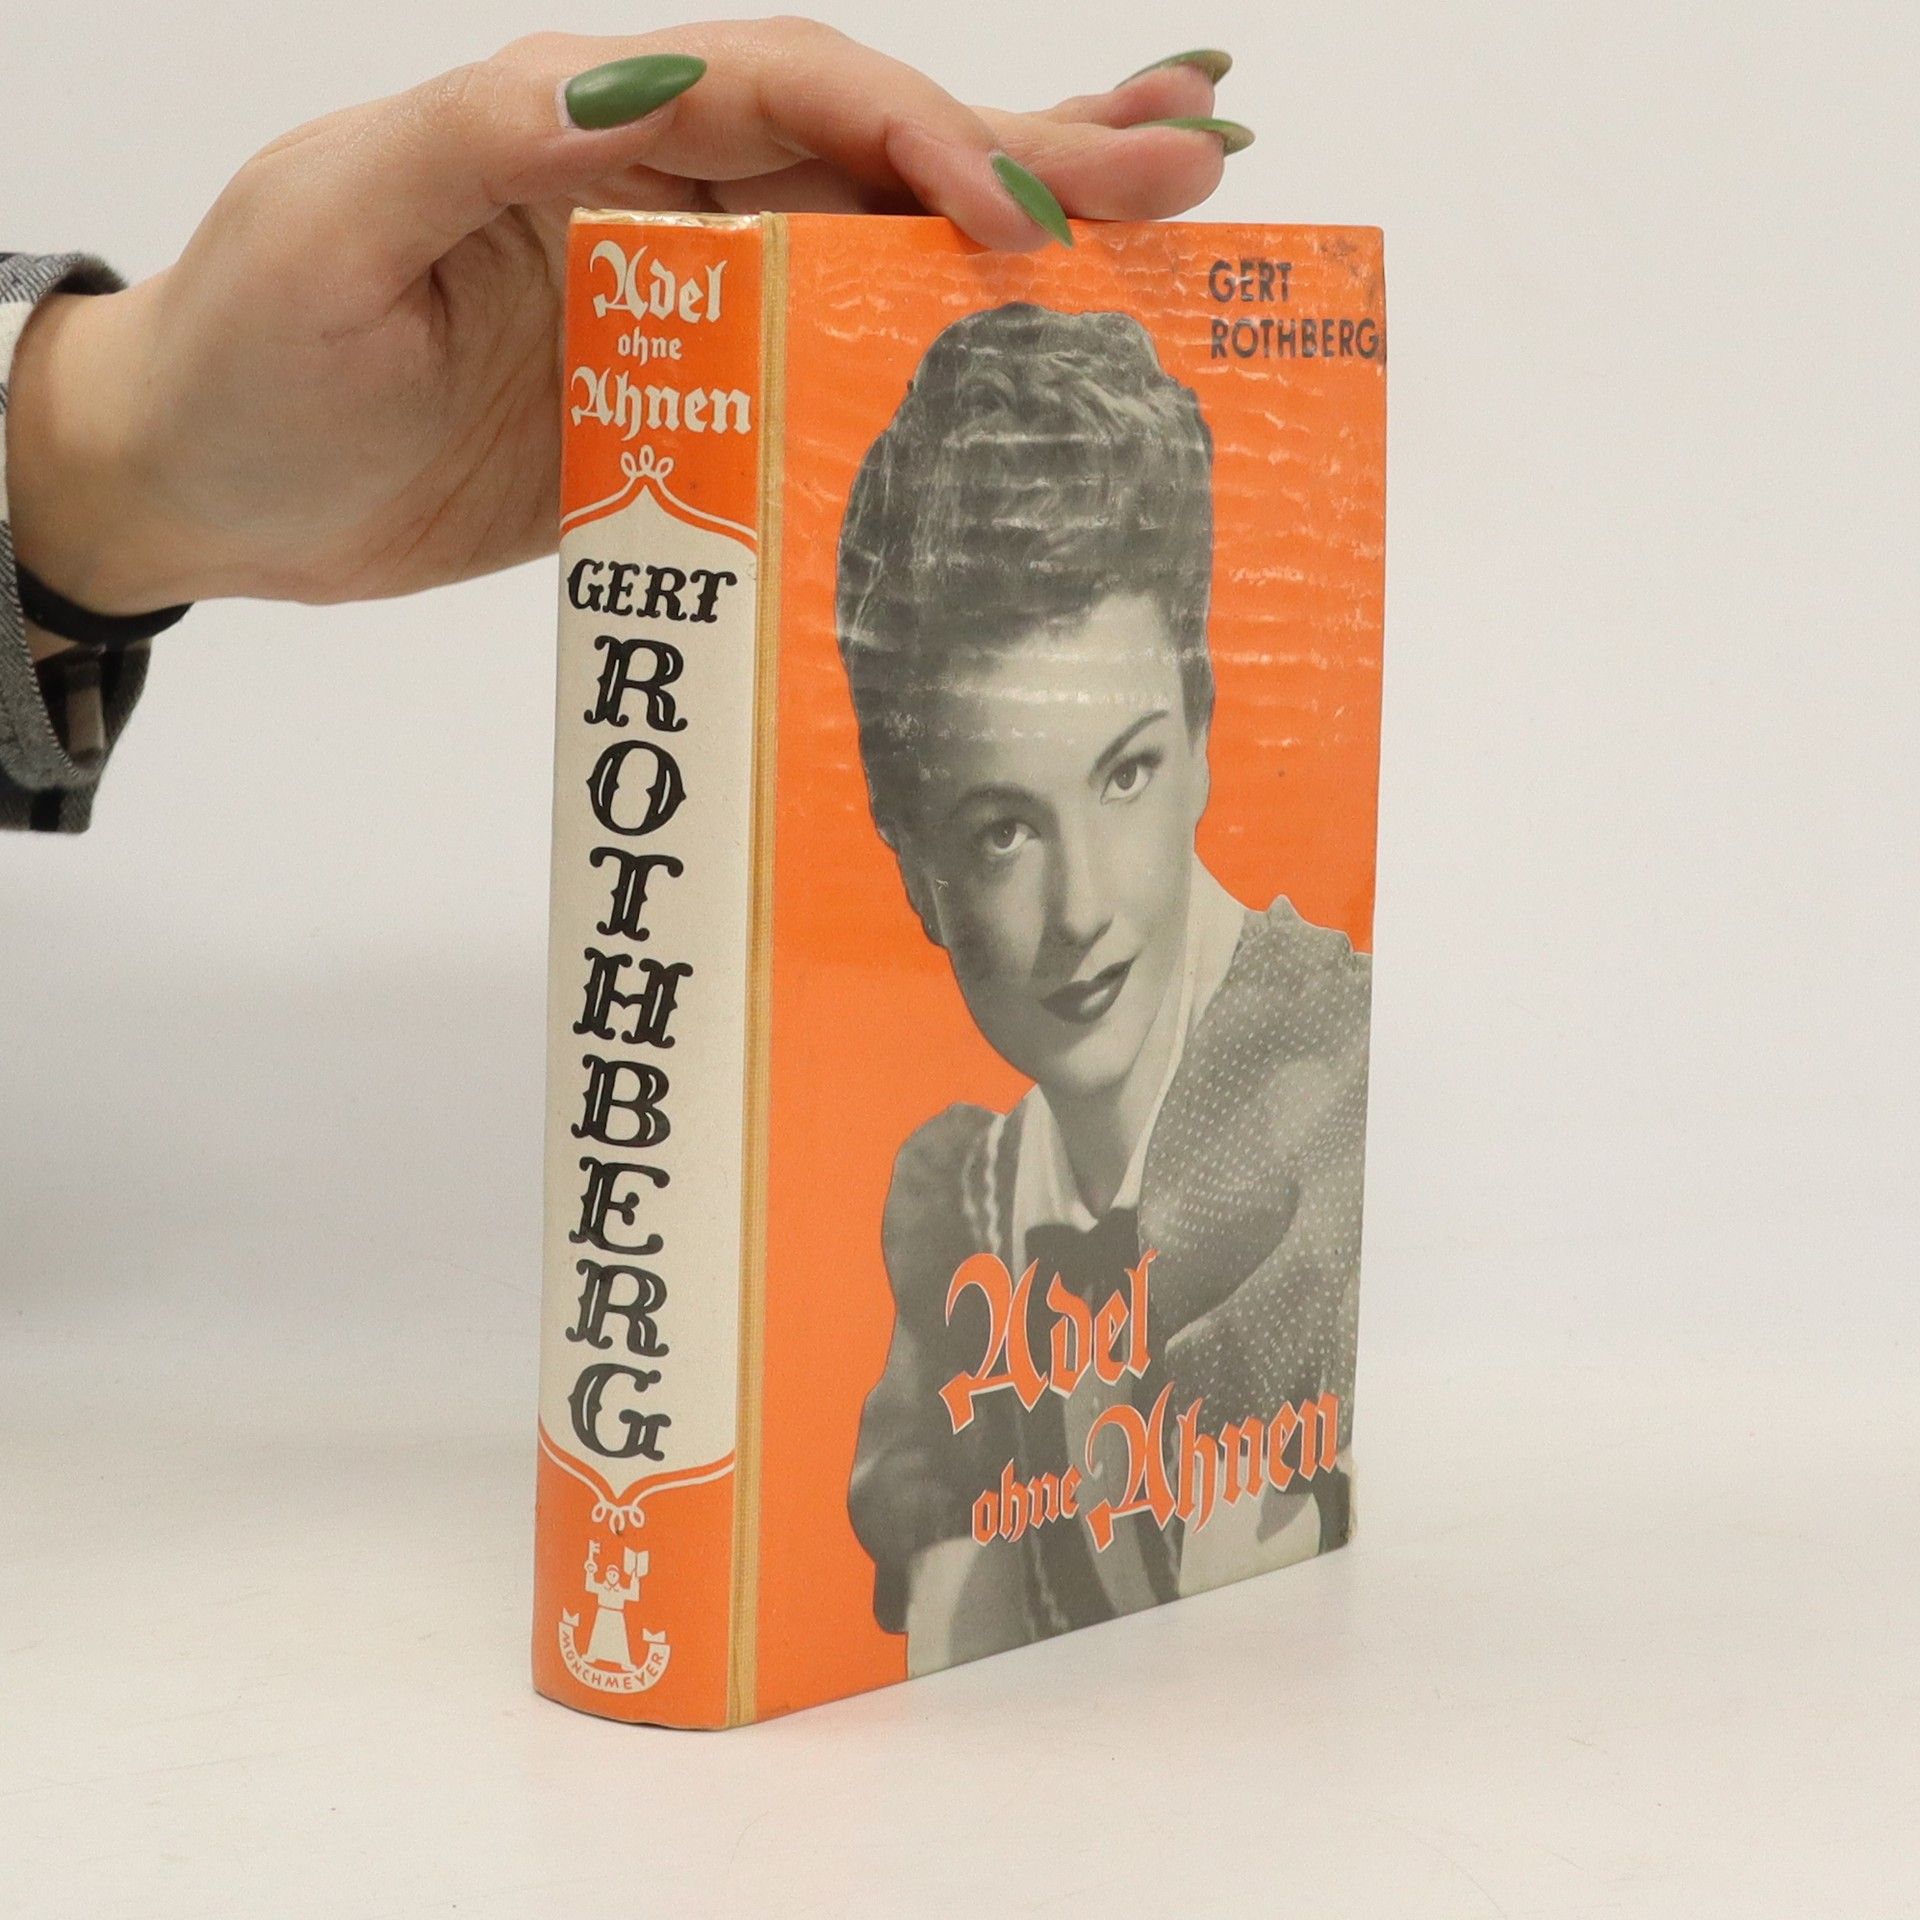 Adel
ohne
Ahnen
GERT
ROTHBERG
MÜNCHMEYER
GERT
ROTHBERG
Adel
ohne Ahnen